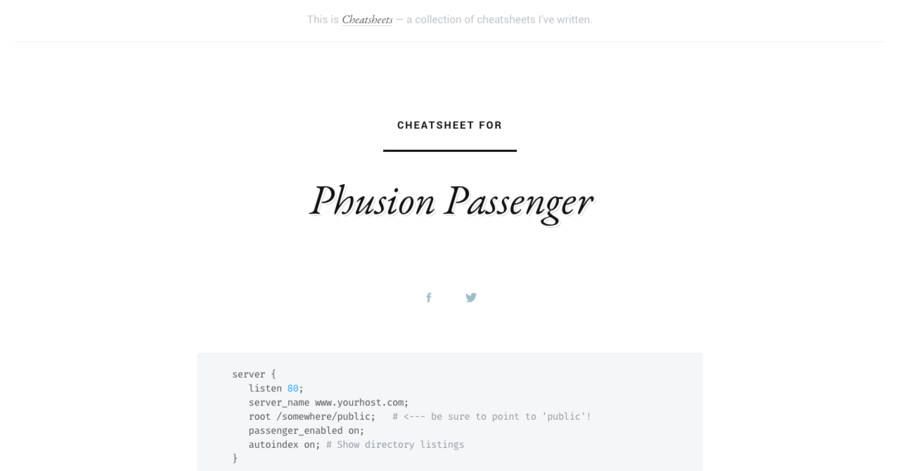 This is Cheatsheets — a collection of cheatsheets I've written.
CHEATSHEET FOR
Phusion Passenger
server {
listen 80;
server_name www.yourhost.com;
root /somewhere/public;   # <--- be sure to point to 'public'!
passenger_enabled on;
autoindex on; # Show directory listings
}